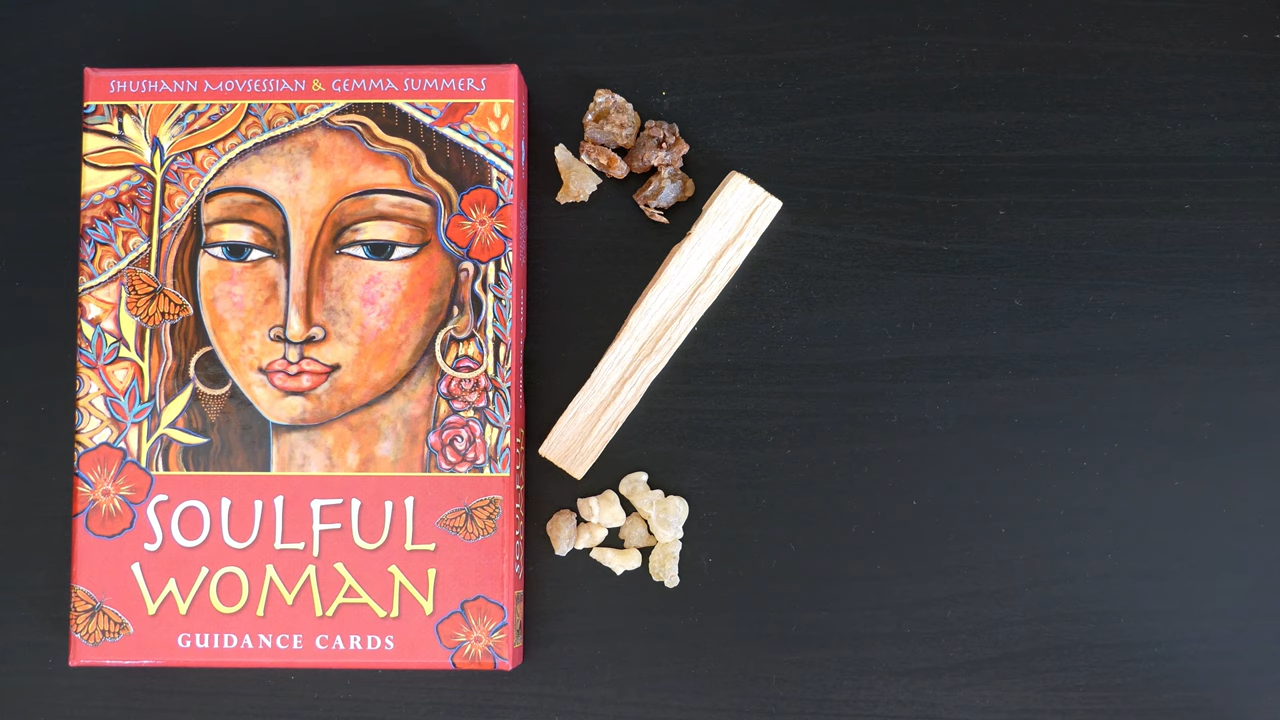 SHUSHANN MOVSESSIAN & GEMMA SUMMERS
SOULFUL
WOMAN
GUIDANCE CARDS